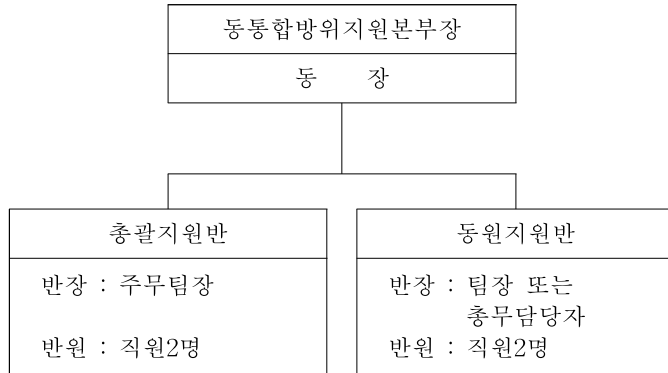 동통합방위지원본부장
동 장
총괄지원반
반장 : 주무팀장
반원 : 직원2명
동원지원반
반장 : 팀장 또는
총무담당자
반원 : 직원2명